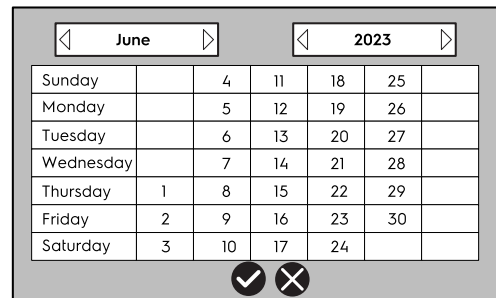 June 2023
Sunday 4 11 18 25
Monday 5 12 19 26
Tuesday 6 13 20 27
Wednesday 7 14 21 28
Thursday 1 8 15 22 29
Friday 2 9 16 23 30
Saturday 3 10 17 24